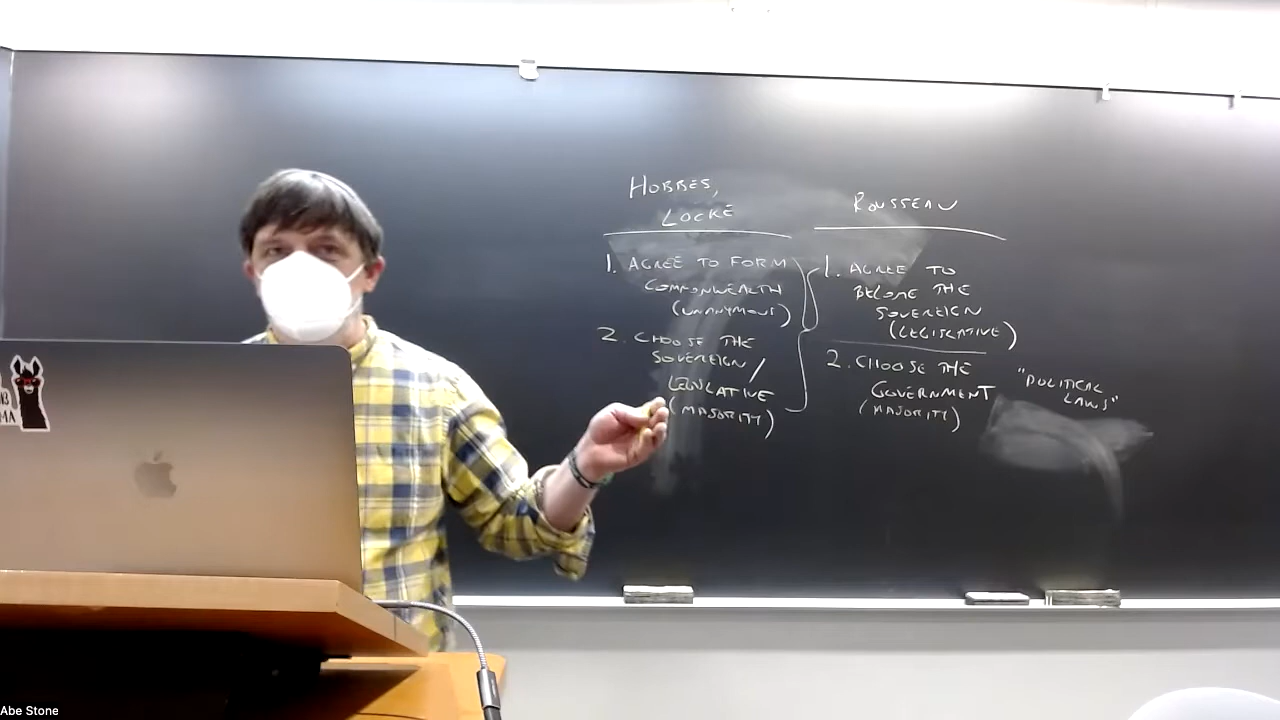 HOBBES,
LOCKE
1. AGREE TO FORM
COMMONWEALTH
(UNANYMOUS)
2. CHOOSE THE
SOVEREIGN /
LEGISLATIVE
(MAJORITY)
ROUSSEAU
1. AGREE TO
BECOME THE
SOVEREIGN
(LEGISLATIVE)
2. CHOOSE THE
GOVERNMENT
(MAJORITY)
"POLITICAL
LAWS"
Abe Stone